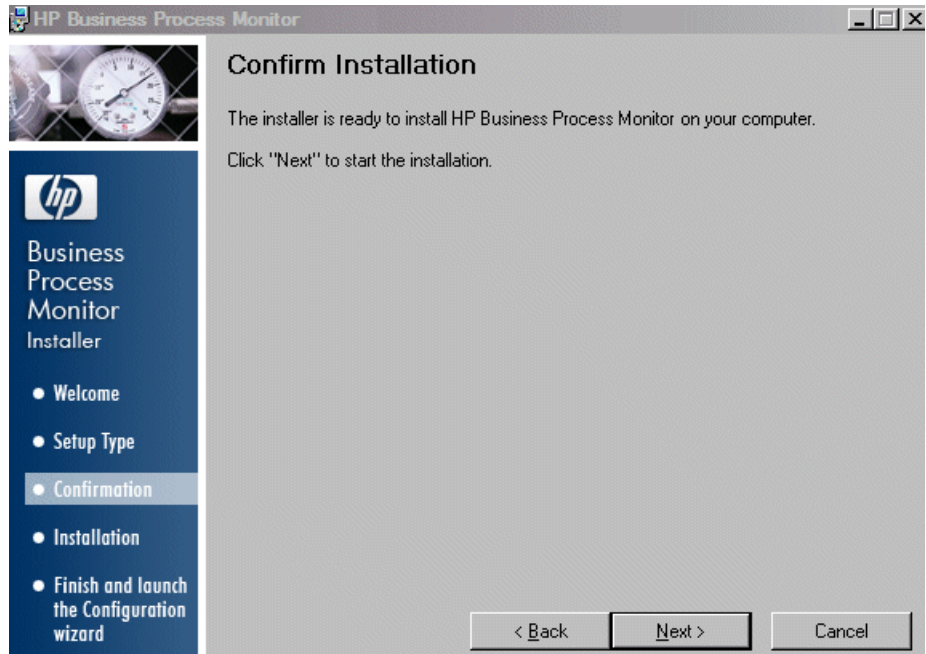 HP Business Process Monitor
Confirm Installation
The installer is ready to install HP Business Process Monitor on your computer.
Click "Next" to start the installation.
hp
Business
Process
Monitor
Installer
Welcome
Setup Type
Confirmation
Installation
Finish and launch
the Configuration
wizard
< Back
Next >
Cancel